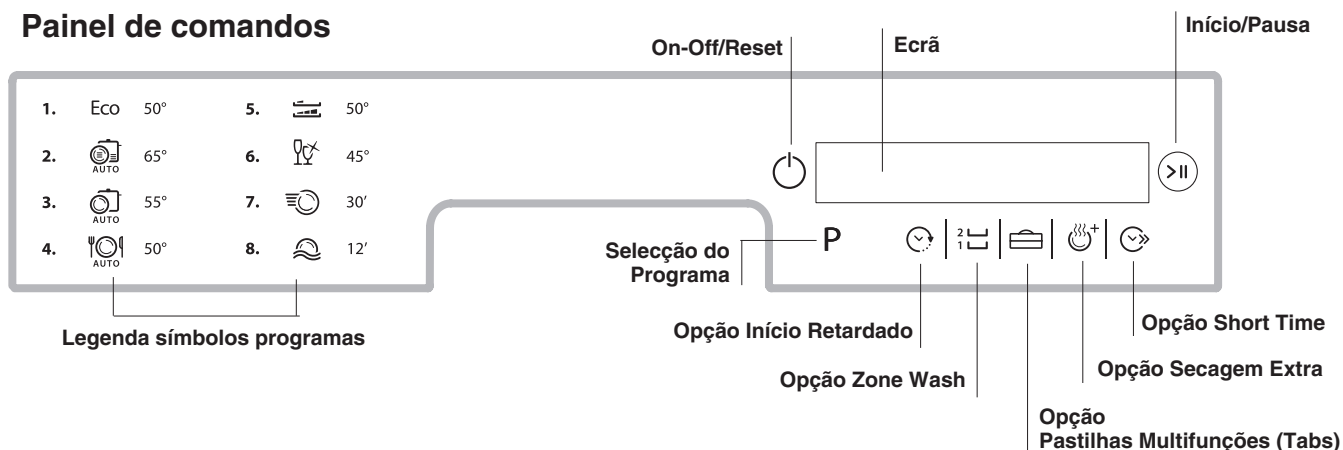 Painel de comandos
On-Off/Reset
Ecrã
Início/Pausa
1. Eco 50°
2. AUTO 65°
3. AUTO 55°
4. AUTO 50°
5. 50°
6. 45°
7. 30’
8. 12’
P
2
1
+
Selecção do
Programa
Legenda símbolos programas
Opção Início Retardado
Opção Zone Wash
Opção
Pastilhas Multifunções (Tabs)
Opção Secagem Extra
Opção Short Time